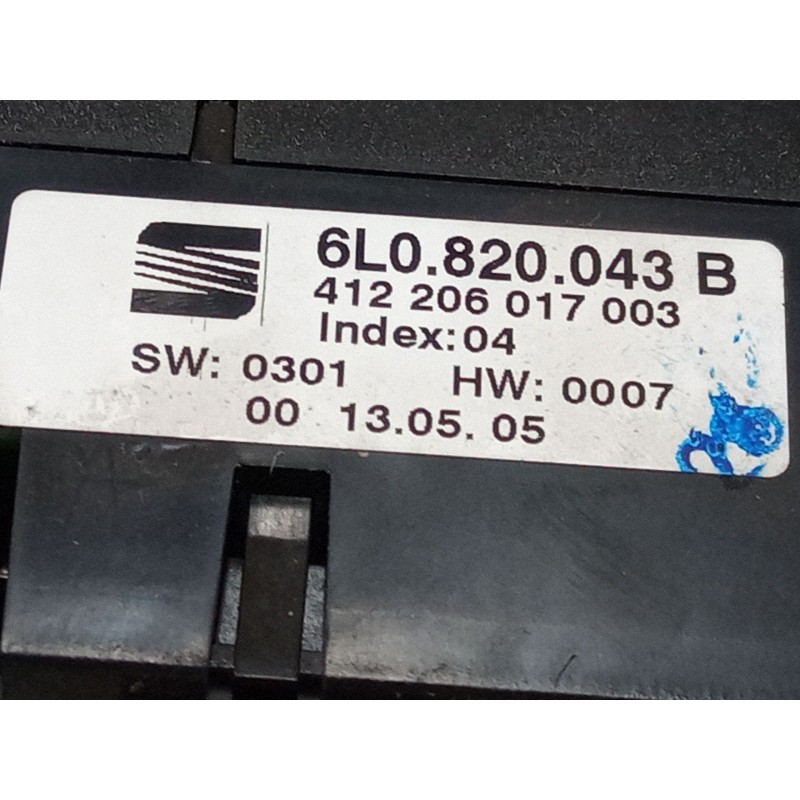 6L0.820.043 B
412 206 017 003
Index:04
SW: 0301 HW: 0007
00 13.05.05